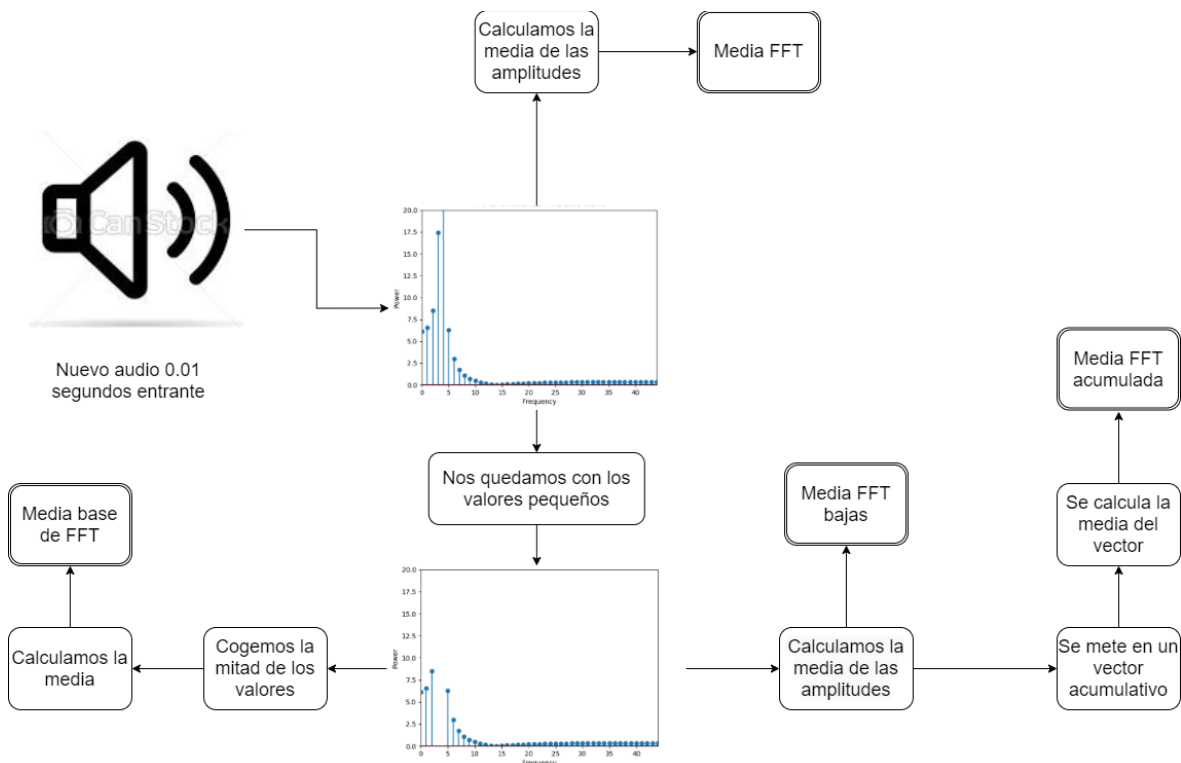 Calculamos la
media de las
amplitudes
Media FFT
CanStock
Nuevo audio 0.01
segundos entrante
20.0
17.5
15.0
12.5
10.0
7.5
5.0
2.5
0.0
Power
0 5 10 15 20 25 30 35 40
Frequency
Nos quedamos con los
valores pequeños
Media FFT
acumulada
Se calcula la
media del
vector
Se mete en un
vector
acumulativo
Media FFT
bajas
Calculamos la
media de las
amplitudes
Media base
de FFT
Calculamos la
media
Cogemos la
mitad de los
valores
20.0
17.5
15.0
12.5
10.0
7.5
5.0
2.5
0.0
Power
0 5 10 15 20 25 30 35 40
Frequency